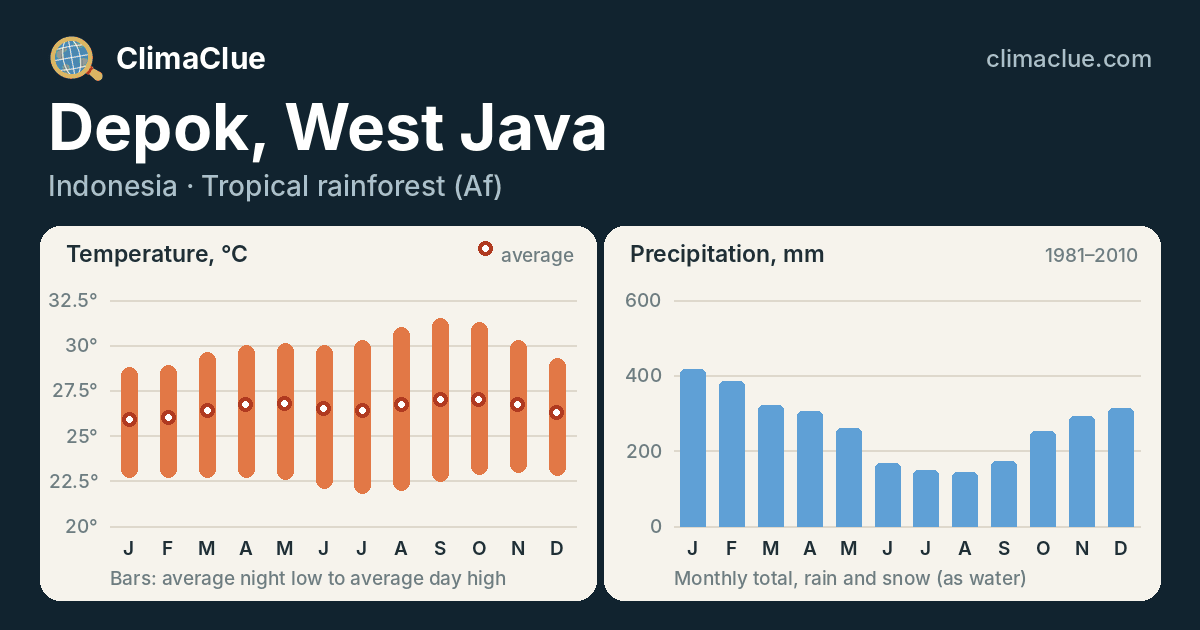 ClimaClue
climaclue.com
Depok, West Java
Indonesia · Tropical rainforest (Af)
Temperature, °C
average
32.5°
30°
27.5°
25°
22.5°
20°
J F M A M J J A S O N D
Bars: average night low to average day high
Precipitation, mm
1981–2010
600
400
200
0
J F M A M J J A S O N D
Monthly total, rain and snow (as water)